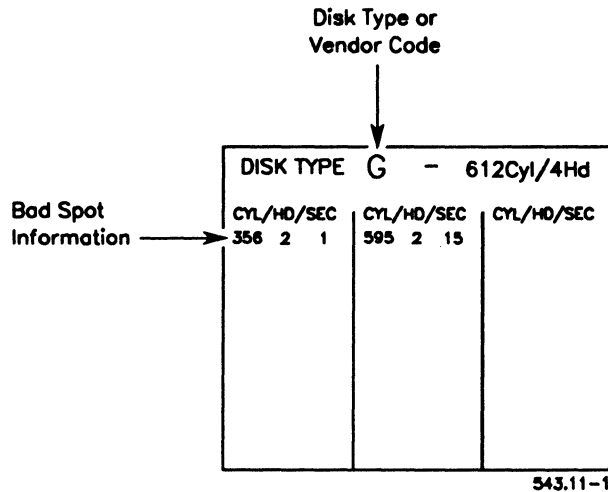 Disk Type or
Vendor Code
DISK TYPE G - 612Cyl/4Hd
Bad Spot
Information
CYL/HD/SEC CYL/HD/SEC CYL/HD/SEC
356 2 1 595 2 15
543.11-1